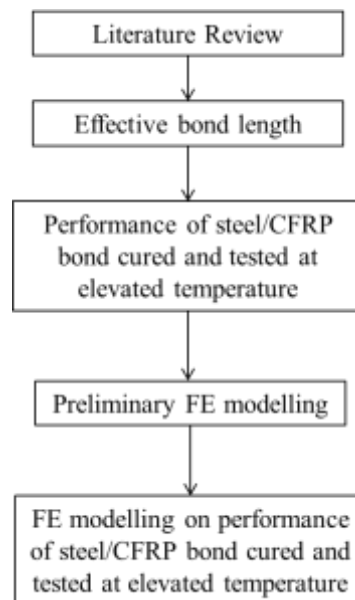 Literature Review
Effective bond length
Performance of steel/CFRP
bond cured and tested at
elevated temperature
Preliminary FE modelling
FE modelling on performance
of steel/CFRP bond cured and
tested at elevated temperature